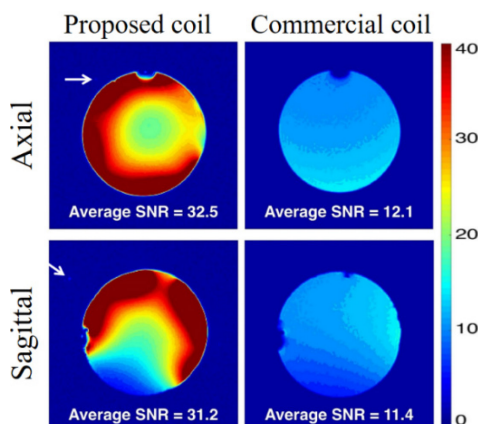 Proposed coil
Commercial coil
Axial
Average SNR = 32.5
Average SNR = 12.1
Sagittal
Average SNR = 31.2
Average SNR = 11.4
40
30
20
10
0